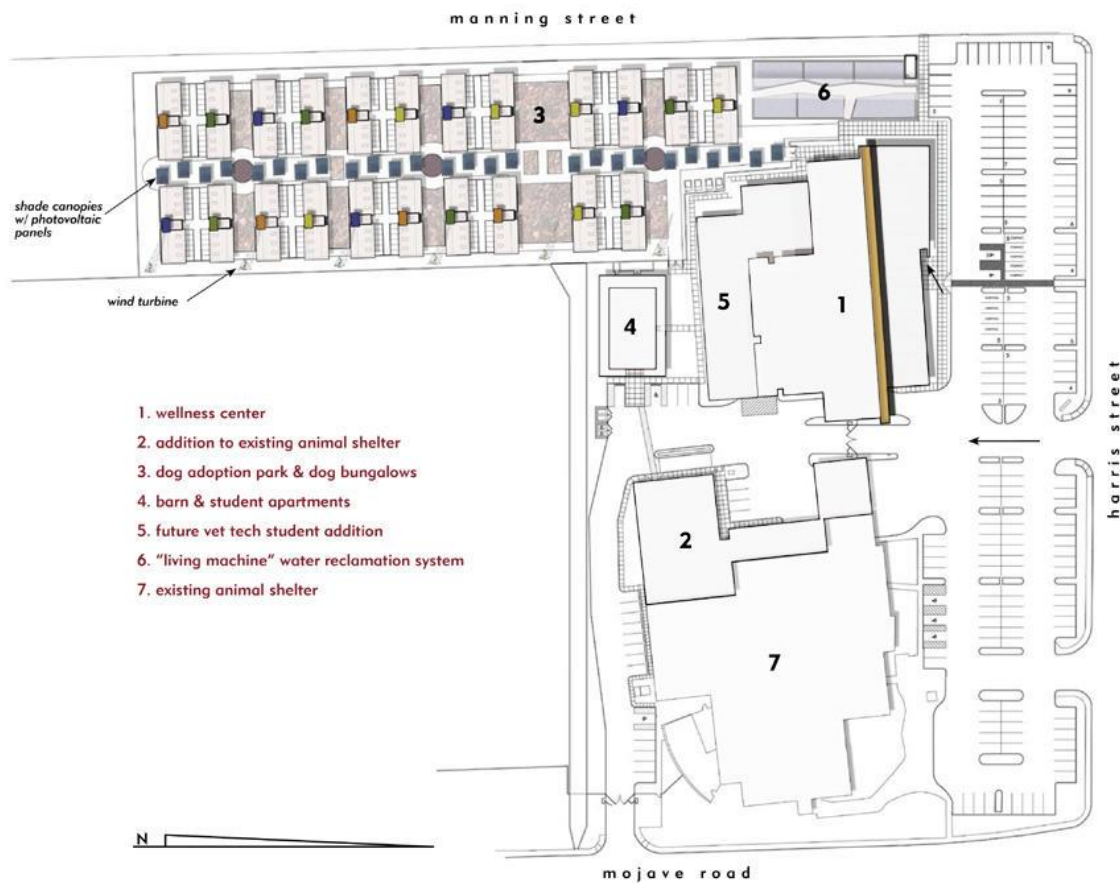 manning street
6
3
shade canopies
w/ photovoltaic
panels
wind turbine
5
1
4
harris street
1. wellness center
2. addition to existing animal shelter
3. dog adoption park & dog bungalows
4. barn & student apartments
5. future vet tech student addition
6. "living machine" water reclamation system
7. existing animal shelter
2
7
N
mojave road